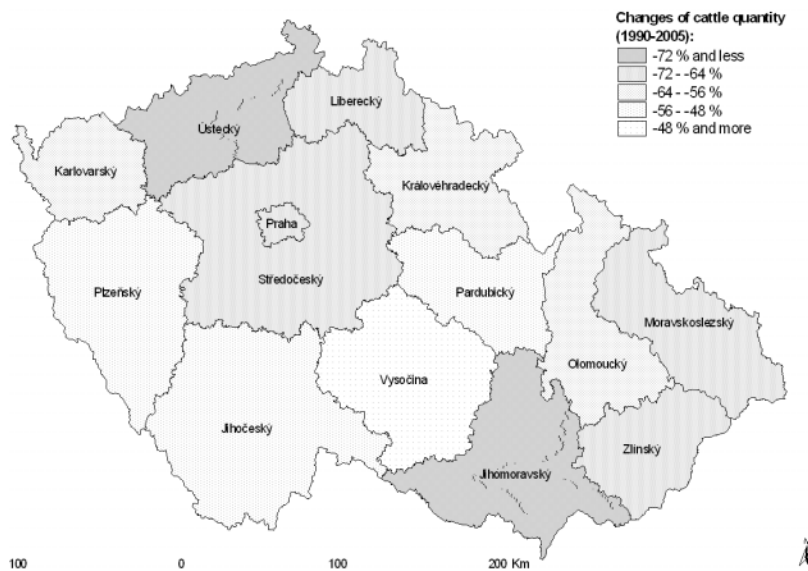 Changes of cattle quantity
(1990-2005):
-72 % and less
-72 - -64 %
-64 - -56 %
-56 - -48 %
-48 % and more
Liberecký
Ústecký
Karlovarský
Královéhradecký
Praha
Středočeský
Plzeňský
Pardubický
Moravskoslezský
Olomoucký
Vysočina
Jihočeský
Zlínský
Jihomoravský
100 0 100 200 Km